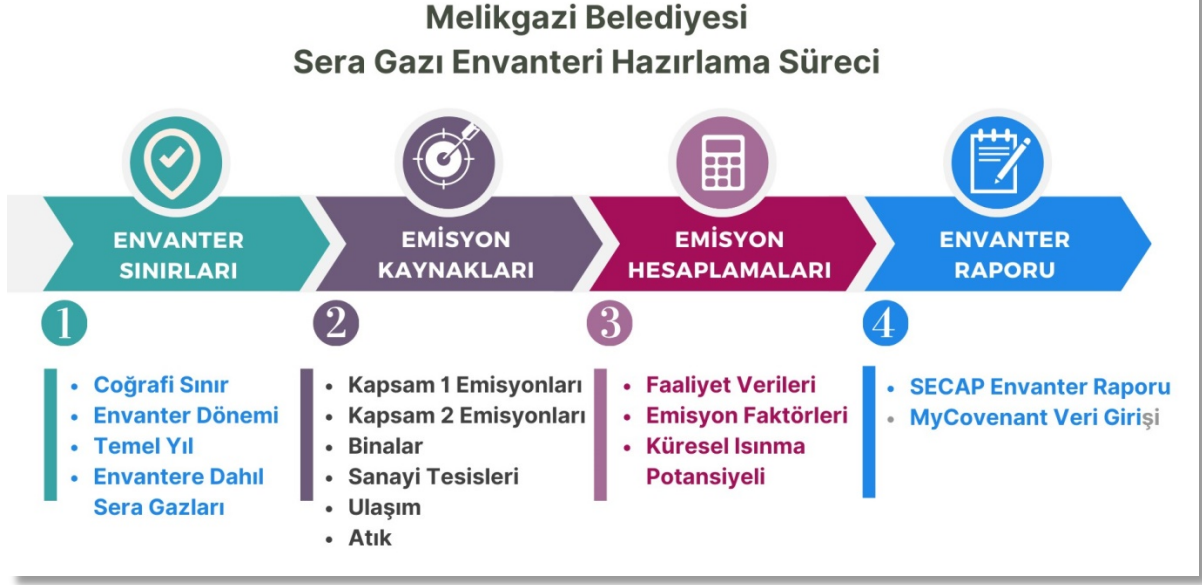 Melikgazi Belediyesi
Sera Gazı Envanteri Hazırlama Süreci
ENVANTER
SINIRLARI
1
• Coğrafi Sınır
• Envanter Dönemi
• Temel Yıl
• Envantere Dahıl
Sera Gazları
EMİSYON
KAYNAKLARI
2
• Kapsam 1 Emisyonları
• Kapsam 2 Emisyonları
• Binalar
• Sanayi Tesisleri
• Ulaşım
• Atık
EMİSYON
HESAPLAMALARI
3
• Faaliyet Verileri
• Emisyon Faktörleri
• Küresel Isınma
Potansiyeli
ENVANTER
RAPORU
4
• SECAP Envanter Raporu
• MyCovenant Veri Girişi